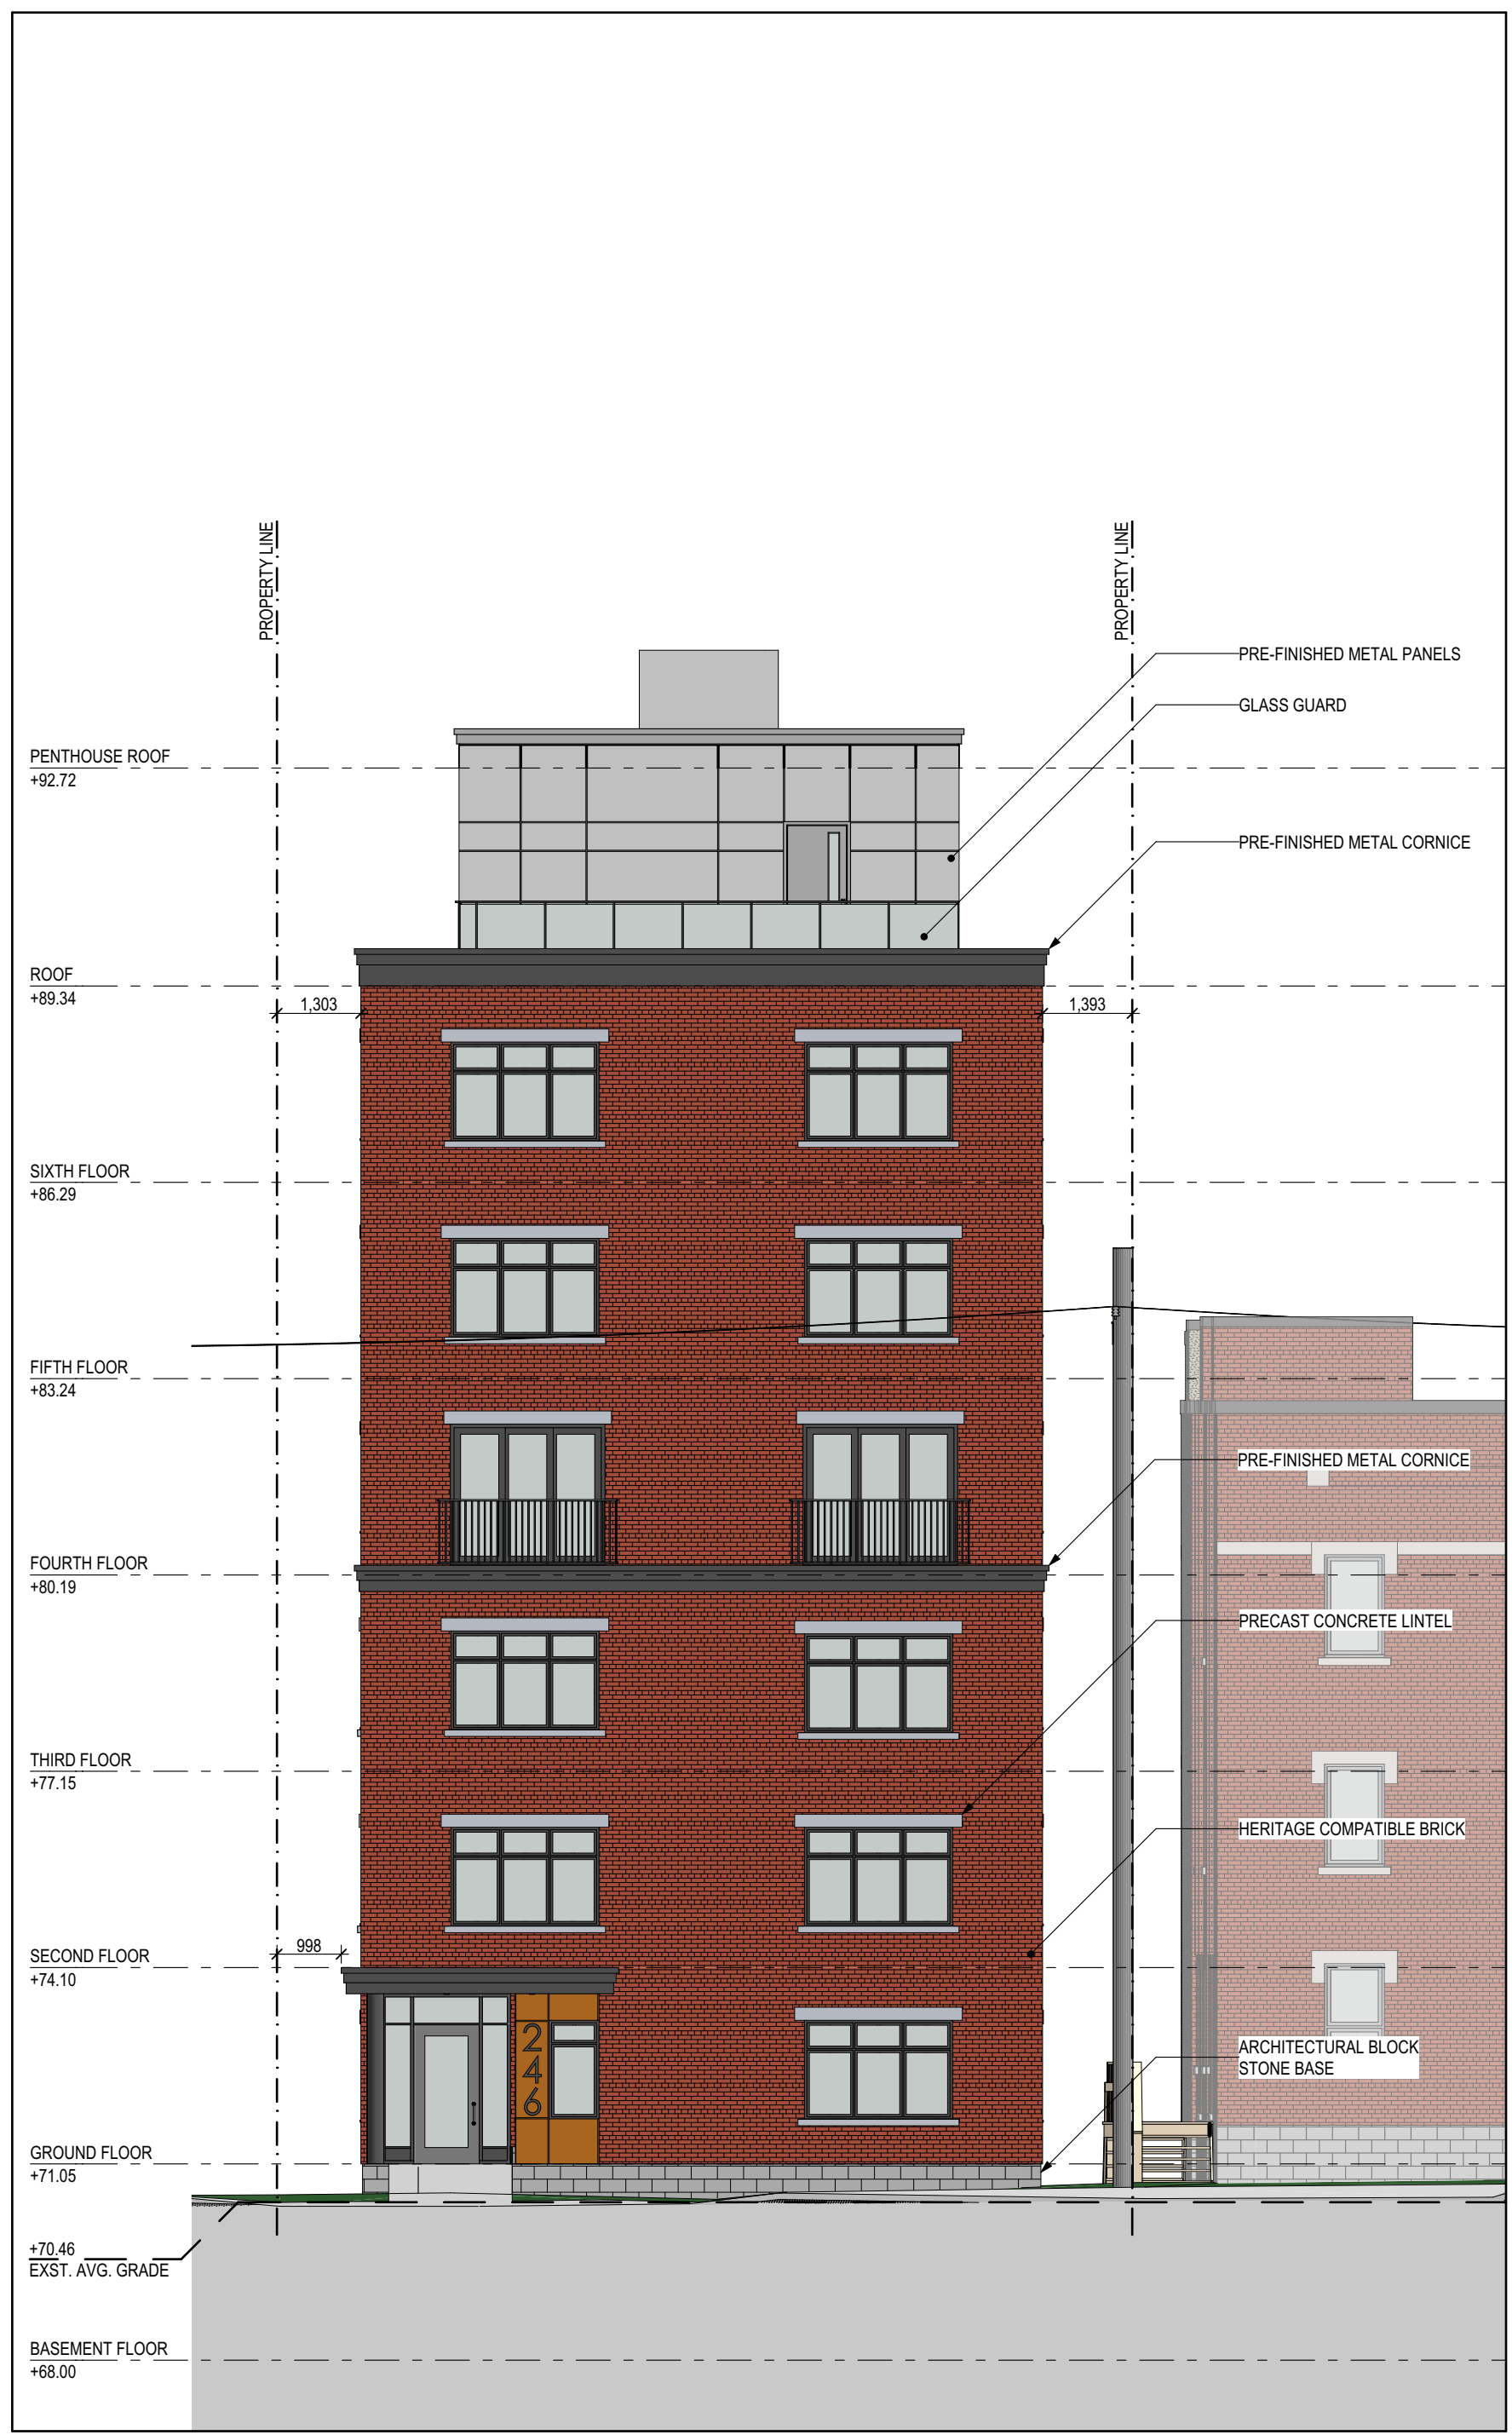 PROPERTY LINE
PROPERTY LINE
PRE-FINISHED METAL PANELS
GLASS GUARD
PENTHOUSE ROOF
+92.72
PRE-FINISHED METAL CORNICE
ROOF
+89.34
1,303
1,393
SIXTH FLOOR
+86.29
FIFTH FLOOR
+83.24
PRE-FINISHED METAL CORNICE
FOURTH FLOOR
+80.19
PRECAST CONCRETE LINTEL
THIRD FLOOR
+77.15
HERITAGE COMPATIBLE BRICK
998
SECOND FLOOR
+74.10
246
ARCHITECTURAL BLOCK
STONE BASE
GROUND FLOOR
+71.05
+70.46
EXST. AVG. GRADE
BASEMENT FLOOR
+68.00